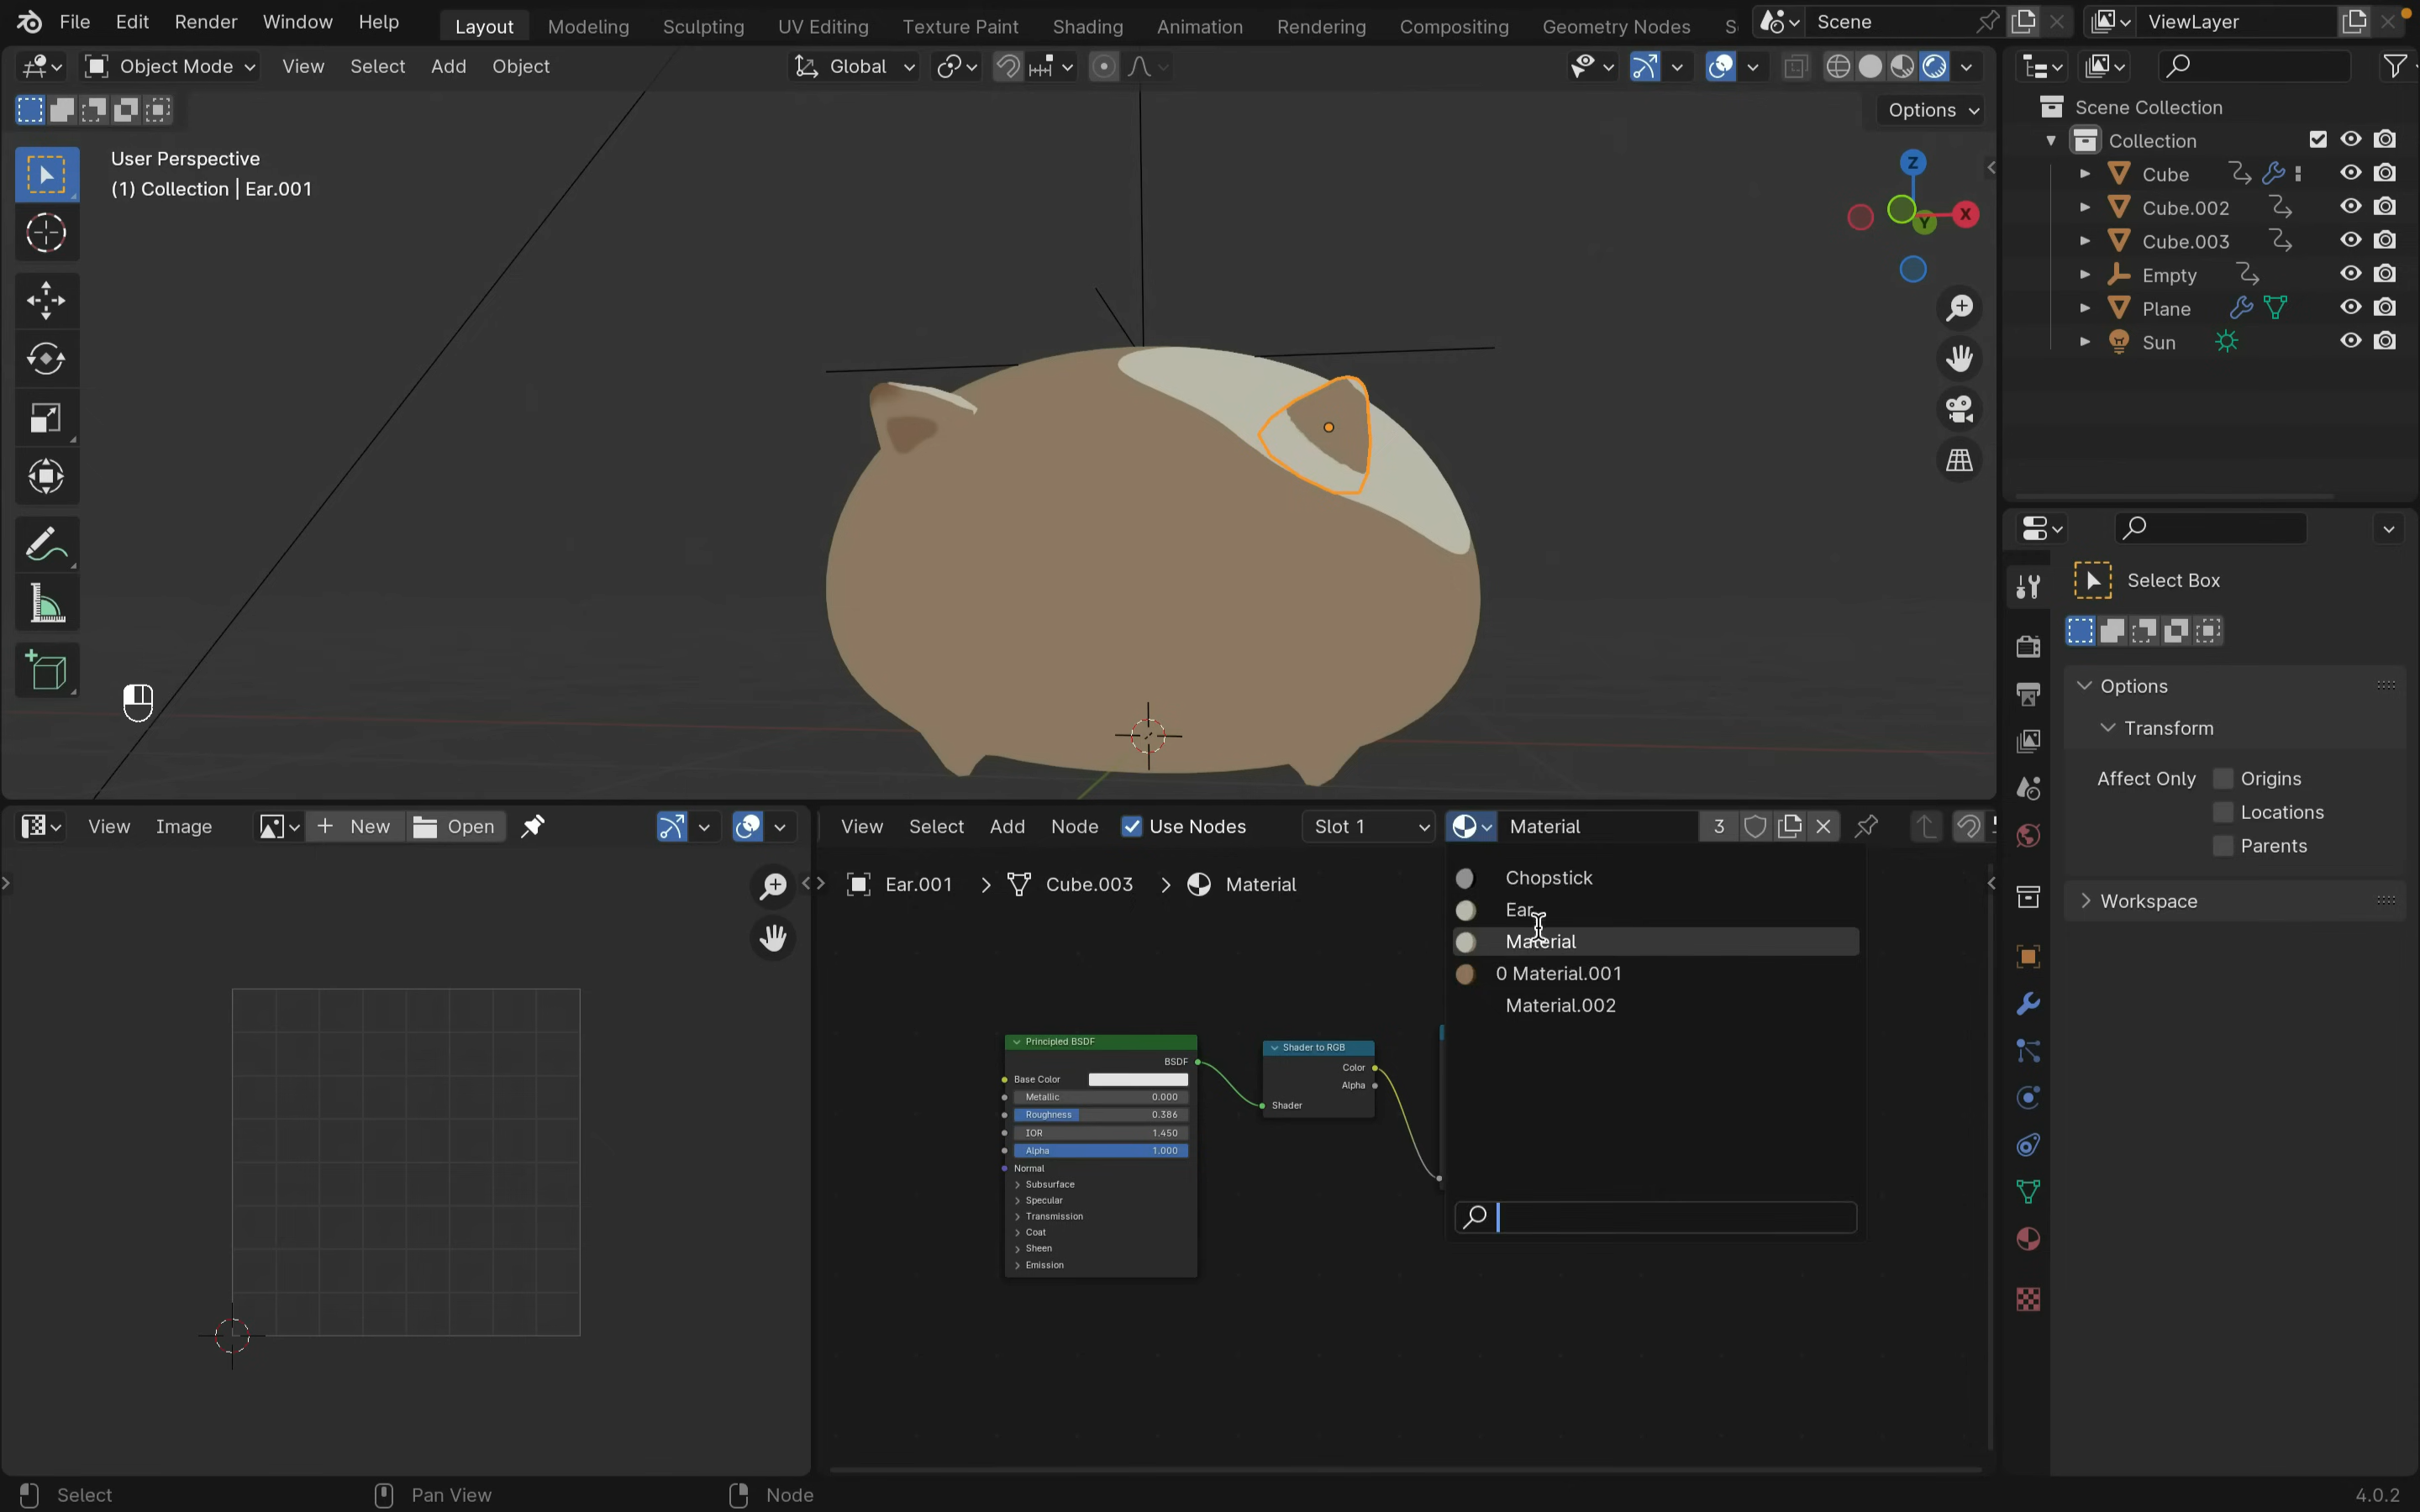 File Edit Render Window Help Layout Modeling Sculpting UV Editing Texture Paint Shading Animation Rendering Compositing Geometry Nodes Scene ViewLayer
Object Mode View Select Add Object Global
Options
User Perspective
(1) Collection | Ear.001
Z
Y X
Scene Collection
Collection
Cube
Cube.002
Cube.003
Empty
Plane
Sun
Select Box
Options
Transform
Affect Only Origins
Locations
Parents
Workspace
View Image New Open
View Select Add Node Use Nodes Slot 1 Material 3
Ear.001 > Cube.003 > Material
Chopstick
Ear
Material
0 Material.001
Material.002
Principled BSDF
BSDF
Base Color
Metallic 0.000
Roughness 0.386
IOR 1.450
Alpha 1.000
Normal
Subsurface
Specular
Transmission
Coat
Sheen
Emission
Shader to RGB
Color
Alpha
Shader
Select Pan View Node 4.0.2